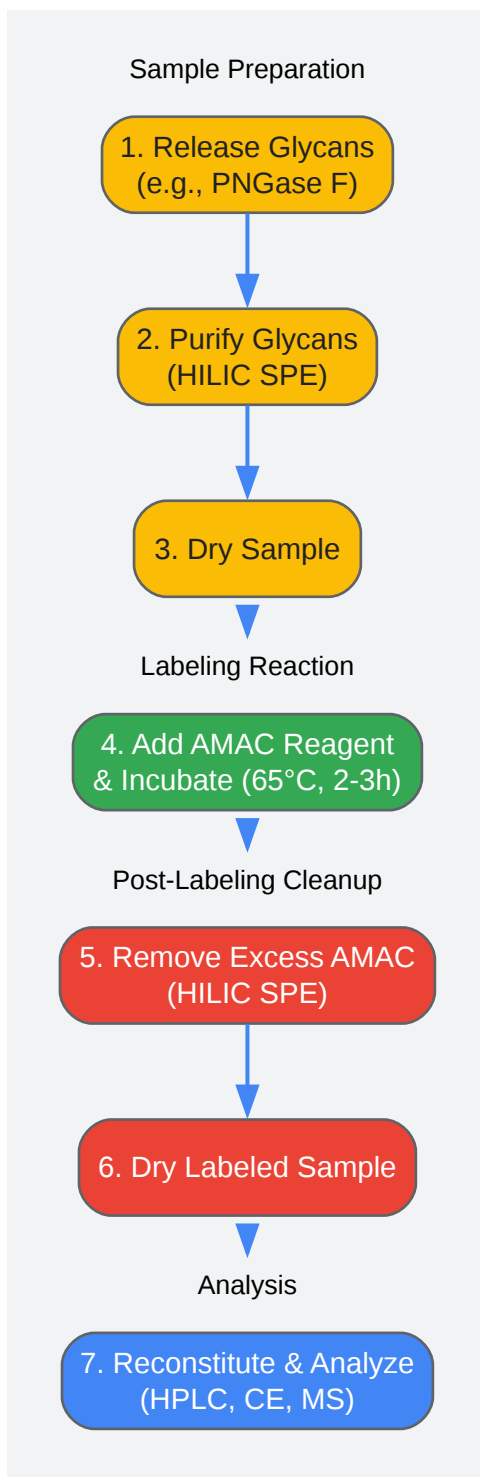 Sample Preparation
1. Release Glycans
(e.g., PNGase F)
2. Purify Glycans
(HILIC SPE)
3. Dry Sample
Labeling Reaction
4. Add AMAC Reagent
& Incubate (65°C, 2-3h)
Post-Labeling Cleanup
5. Remove Excess AMAC
(HILIC SPE)
6. Dry Labeled Sample
Analysis
7. Reconstitute & Analyze
(HPLC, CE, MS)